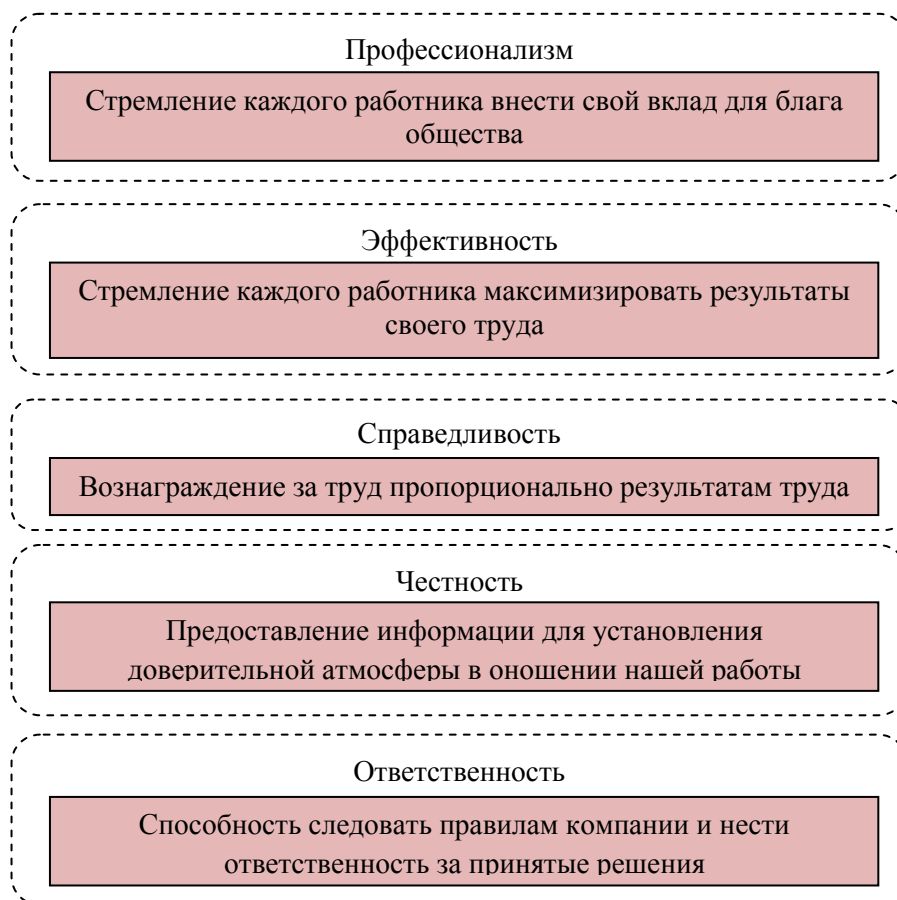 Профессионализм
Стремление каждого работника внести свой вклад для блага
общества
Эффективность
Стремление каждого работника максимизировать результаты
своего труда
Справедливость
Вознаграждение за труд пропорционально результатам труда
Честность
Предоставление информации для установления
доверительной атмосферы в оношении нашей работы
Ответственность
Способность следовать правилам компании и нести
ответственность за принятые решения